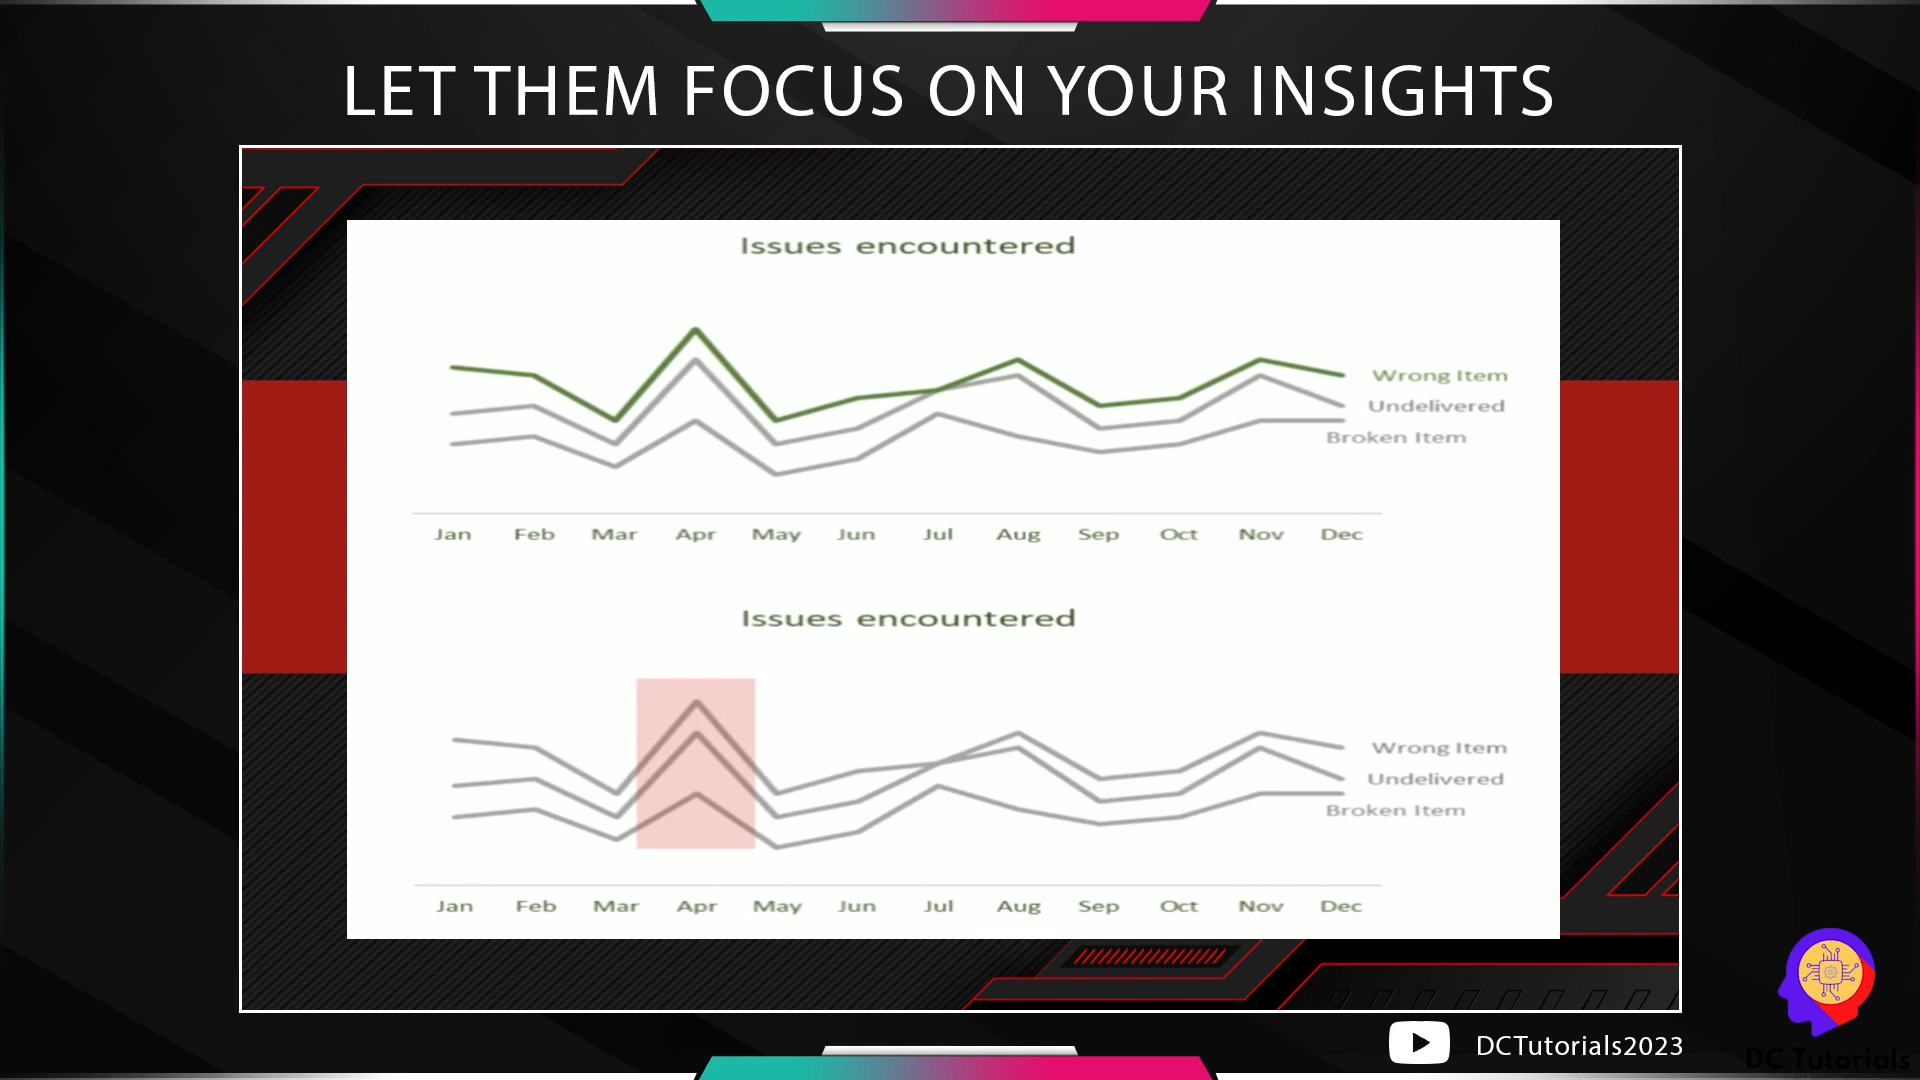 LET THEM FOCUS ON YOUR INSIGHTS
Issues encountered
Wrong Item
Undelivered
Broken Item
Jan Feb Mar Apr May Jun Jul Aug Sep Oct Nov Dec
Issues encountered
Wrong Item
Undelivered
Broken Item
Jan Feb Mar Apr May Jun Jul Aug Sep Oct Nov Dec
DCTutorials2023
DC Tutorials